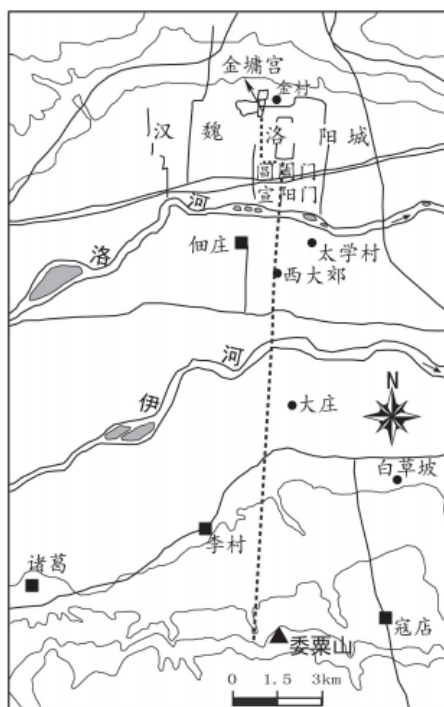 金墉宫
金村
汉 魏 洛 阳 城
阊阖门
宣阳门
洛 河
佃庄
太学村
西大郊
伊 河
N
大庄
白草坡
李村
诸葛
寇店
委粟山
0 1.5 3km